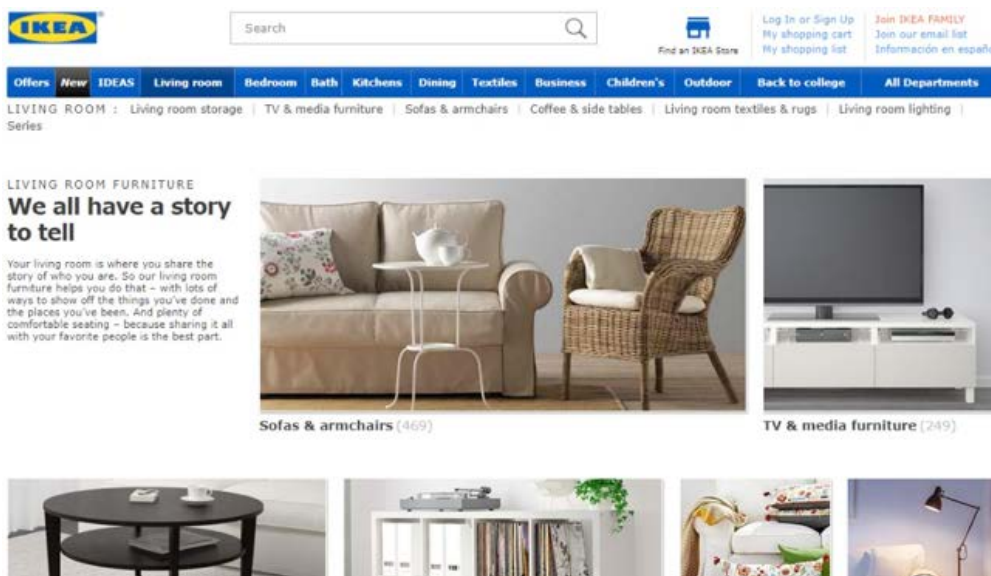 IKEA®
Search
Find an IKEA Store
Log In or Sign Up
My shopping cart
My shopping list
Join IKEA FAMILY
Join our email list
Información en españo
Offers New IDEAS Living room Bedroom Bath Kitchens Dining Textiles Business Children's Outdoor Back to college All Departments
LIVING ROOM : Living room storage | TV & media furniture | Sofas & armchairs | Coffee & side tables | Living room textiles & rugs | Living room lighting |
Series
LIVING ROOM FURNITURE
We all have a story
to tell
Your living room is where you share the
story of who you are. So our living room
furniture helps you do that – with lots of
ways to show off the things you've done and
the places you've been. And plenty of
comfortable seating – because sharing it all
with your favorite people is the best part.
Sofas & armchairs (469)
TV & media furniture (249)